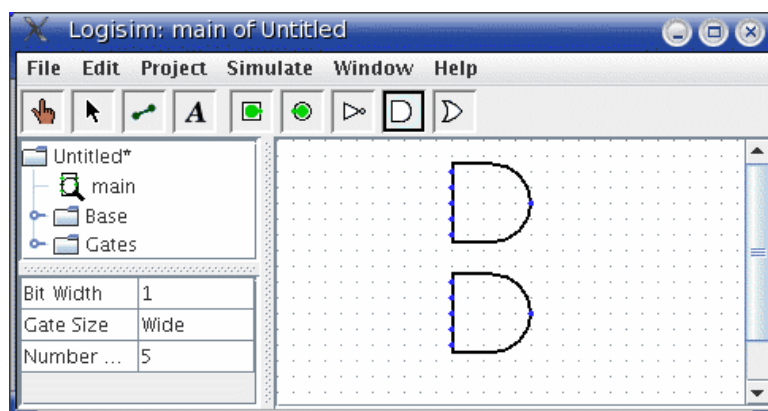 Logisim: main of Untitled
File Edit Project Simulate Window Help
A
Untitled*
main
Base
Gates
Bit Width 1
Gate Size Wide
Number ... 5